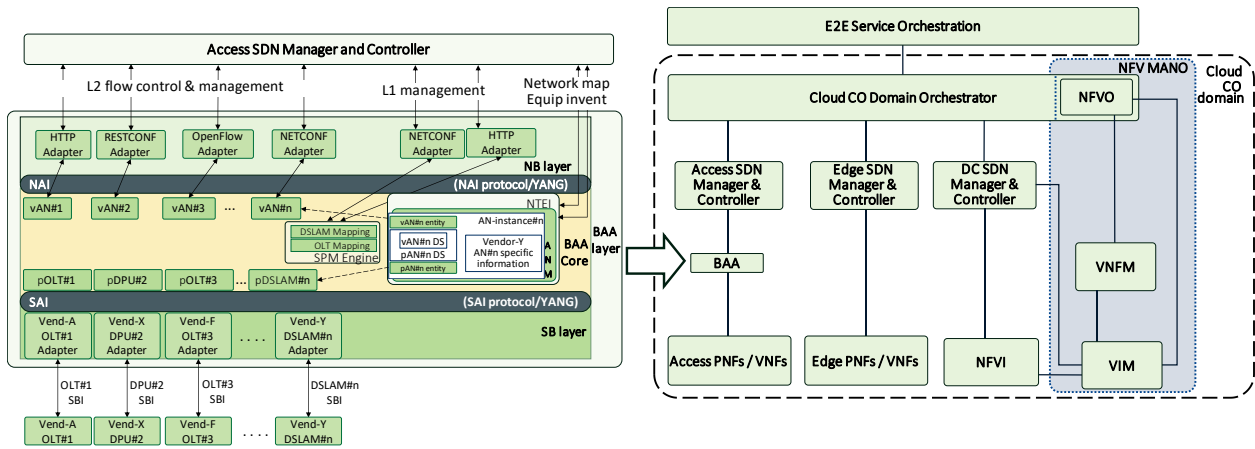 Access SDN Manager and Controller
L2 flow control & management
L1 management
Network map
Equip invent
HTTP
Adapter
RESTCONF
Adapter
OpenFlow
Adapter
NETCONF
Adapter
NETCONF
Adapter
HTTP
Adapter
NB layer
NAI
(NAI protocol/YANG)
vAN#1
vAN#2
vAN#3
...
vAN#n
NTEI
vAN#n entity
AN-instance#n
vAN#n DS
pAN#n DS
pAN#n entity
Vendor-Y
AN#n specific
information
A
N
M
DSLAM Mapping
OLT Mapping
SPM Engine
BAA
Core
BAA
layer
pOLT#1
pDPU#2
pOLT#3
...
pDSLAM#n
SAI
(SAI protocol/YANG)
Vend-A
OLT#1
Adapter
Vend-X
DPU#2
Adapter
Vend-F
OLT#3
Adapter
. . . .
Vend-Y
DSLAM#n
Adapter
SB layer
OLT#1
SBI
DPU#2
SBI
OLT#3
SBI
DSLAM#n
SBI
Vend-A
OLT#1
Vend-X
DPU#2
Vend-F
OLT#3
. . . .
Vend-Y
DSLAM#n
E2E Service Orchestration
NFV MANO
Cloud
CO
domain
Cloud CO Domain Orchestrator
NFVO
Access SDN
Manager &
Controller
Edge SDN
Manager &
Controller
DC SDN
Manager &
Controller
BAA
VNFM
Access PNFs / VNFs
Edge PNFs / VNFs
NFVI
VIM